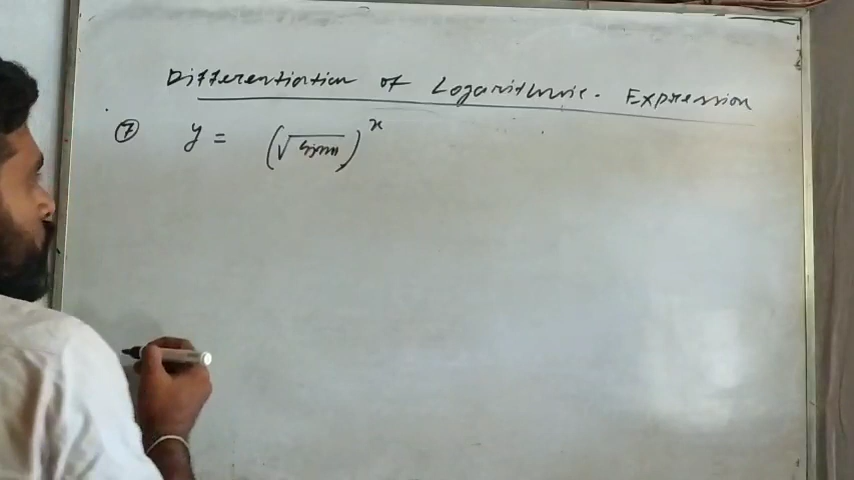 Differentiation of Logarithmic Expression
⑦ y = (√sinx)^x